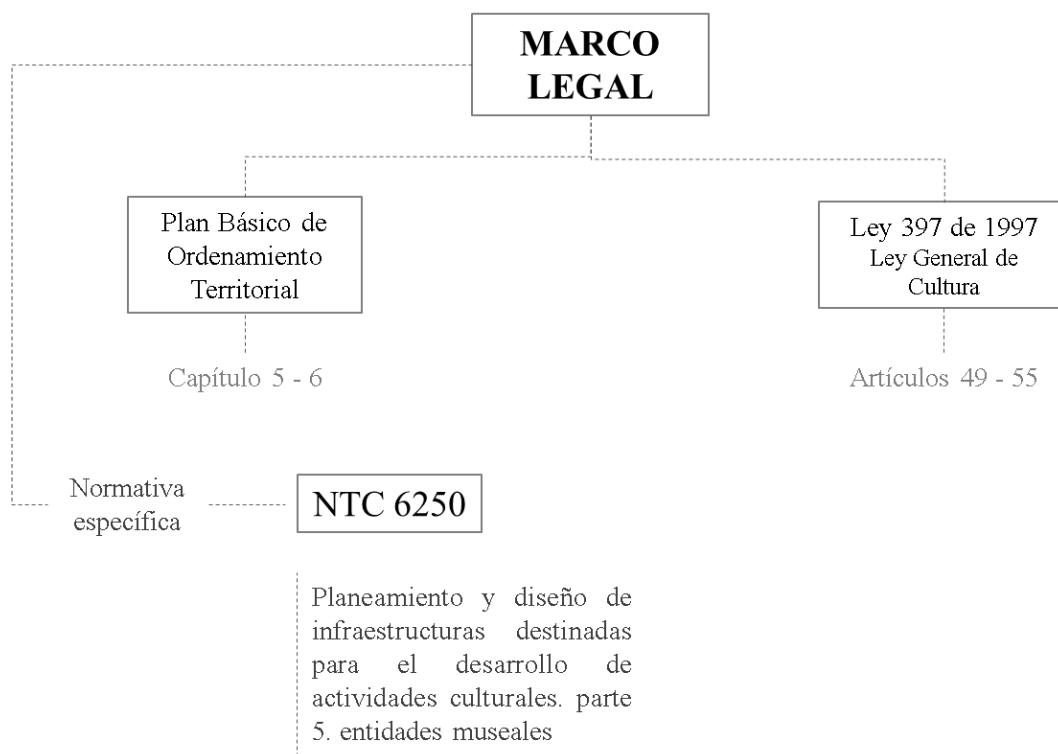 MARCO
LEGAL
Plan Básico de
Ordenamiento
Territorial
Ley 397 de 1997
Ley General de
Cultura
Capítulo 5 - 6
Artículos 49 - 55
Normativa
específica
NTC 6250
Planeamiento y diseño de
infraestructuras destinadas
para el desarrollo de
actividades culturales. parte
5. entidades museales